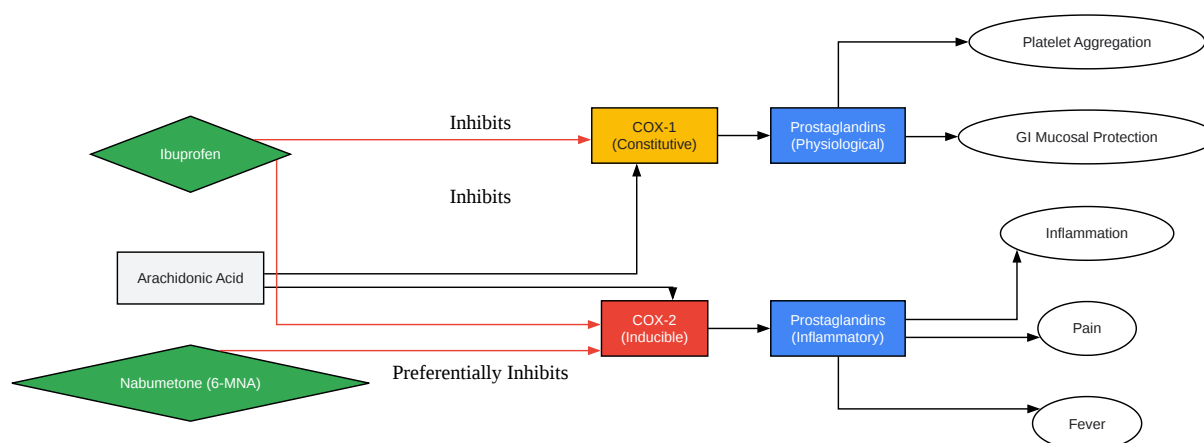 Platelet Aggregation
Inhibits
COX-1
(Constitutive)
Prostaglandins
(Physiological)
GI Mucosal Protection
Ibuprofen
Inhibits
Inflammation
Arachidonic Acid
COX-2
(Inducible)
Prostaglandins
(Inflammatory)
Pain
Preferentially Inhibits
Nabumetone (6-MNA)
Fever